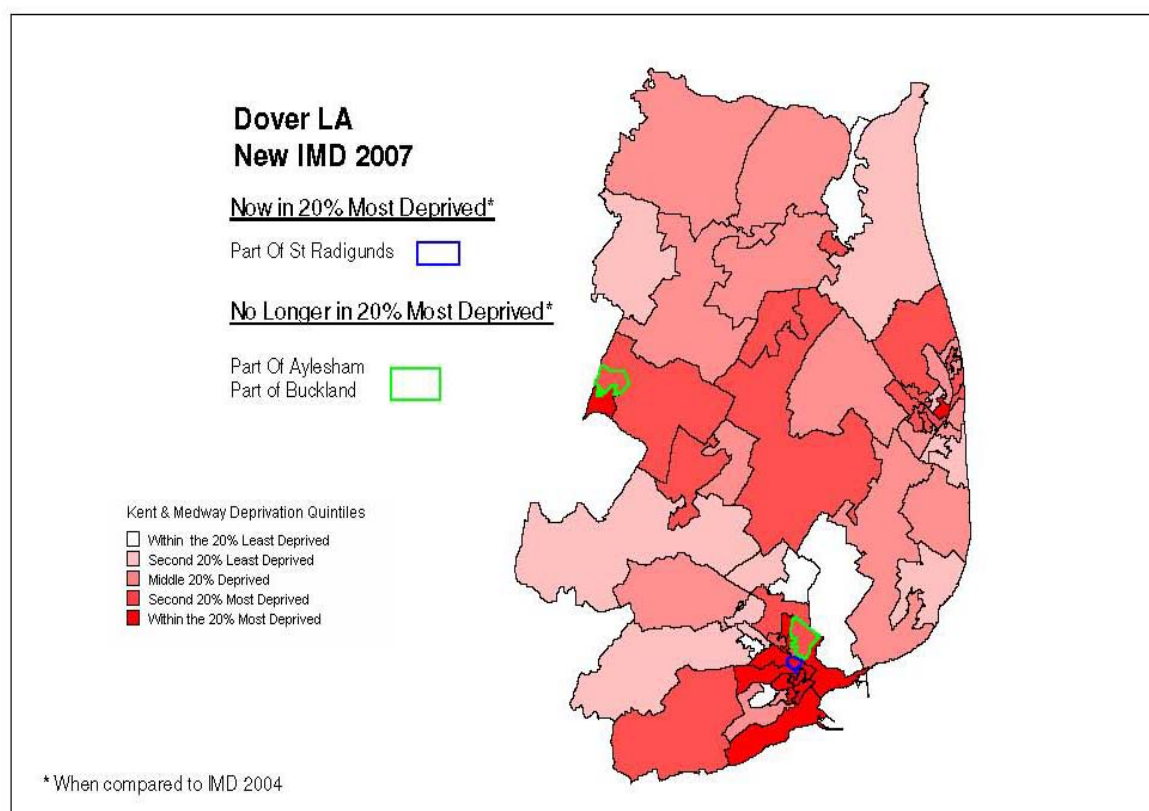 Dover LA
New IMD 2007
Now in 20% Most Deprived*
Part Of St Radigunds
No Longer in 20% Most Deprived*
Part Of Aylesham
Part of Buckland
Kent & Medway Deprivation Quintiles
Within the 20% Least Deprived
Second 20% Least Deprived
Middle 20% Deprived
Second 20% Most Deprived
Within the 20% Most Deprived
* When compared to IMD 2004